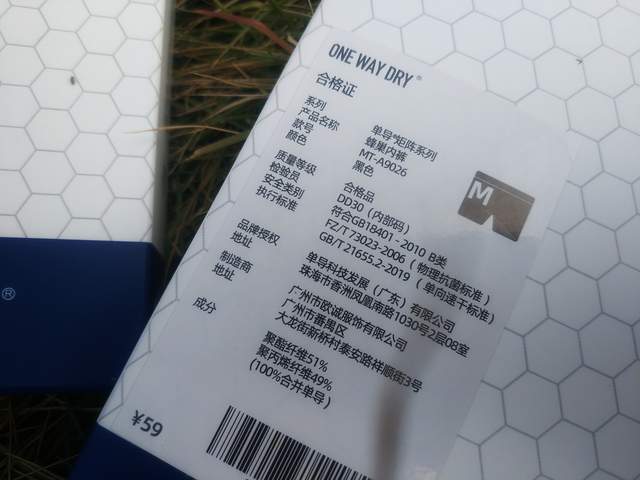 ONE WAY DRY®
合格证
系列 单导®矩阵系列
产品名称 蜂巢内裤
款号 MT-A9026
颜色 黑色
质量等级 合格品
检验员 DD30（内部码）
安全类别 符合GB18401 - 2010 B类
执行标准 FZ/T 73023-2006（物理抗菌标准）
GB/T 21655.2-2019（单向速干标准）
品牌授权 单导科技发展（广东）有限公司
地址 珠海市香洲凤凰南路1030号2层08室
制造商 广州市欧诚服饰有限公司
地址 广州市番禺区
大龙街新桥村泰安路祥顺街3号
成分 聚酯纤维51%
聚丙烯纤维49%
(100%合并单导)
M
¥59
®